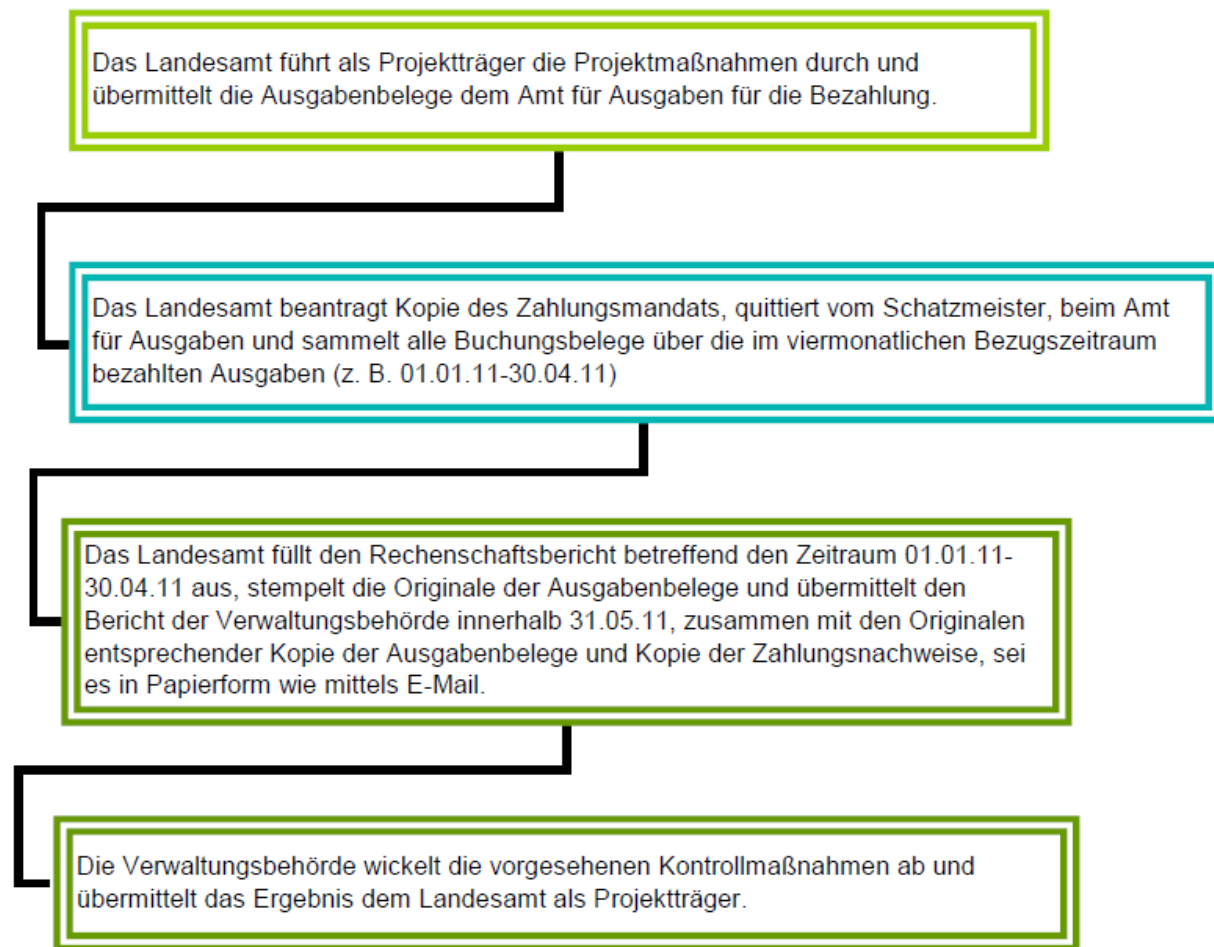 Das Landesamt führt als Projektträger die Projektmaßnahmen durch und
übermittelt die Ausgabenbelege dem Amt für Ausgaben für die Bezahlung.
Das Landesamt beantragt Kopie des Zahlungsmandats, quittiert vom Schatzmeister, beim Amt
für Ausgaben und sammelt alle Buchungsbelege über die im viermonatlichen Bezugszeitraum
bezahlten Ausgaben (z. B. 01.01.11-30.04.11)
Das Landesamt füllt den Rechenschaftsbericht betreffend den Zeitraum 01.01.11-
30.04.11 aus, stempelt die Originale der Ausgabenbelege und übermittelt den
Bericht der Verwaltungsbehörde innerhalb 31.05.11, zusammen mit den Originalen
entsprechender Kopie der Ausgabenbelege und Kopie der Zahlungsnachweise, sei
es in Papierform wie mittels E-Mail.
Die Verwaltungsbehörde wickelt die vorgesehenen Kontrollmaßnahmen ab und
übermittelt das Ergebnis dem Landesamt als Projektträger.